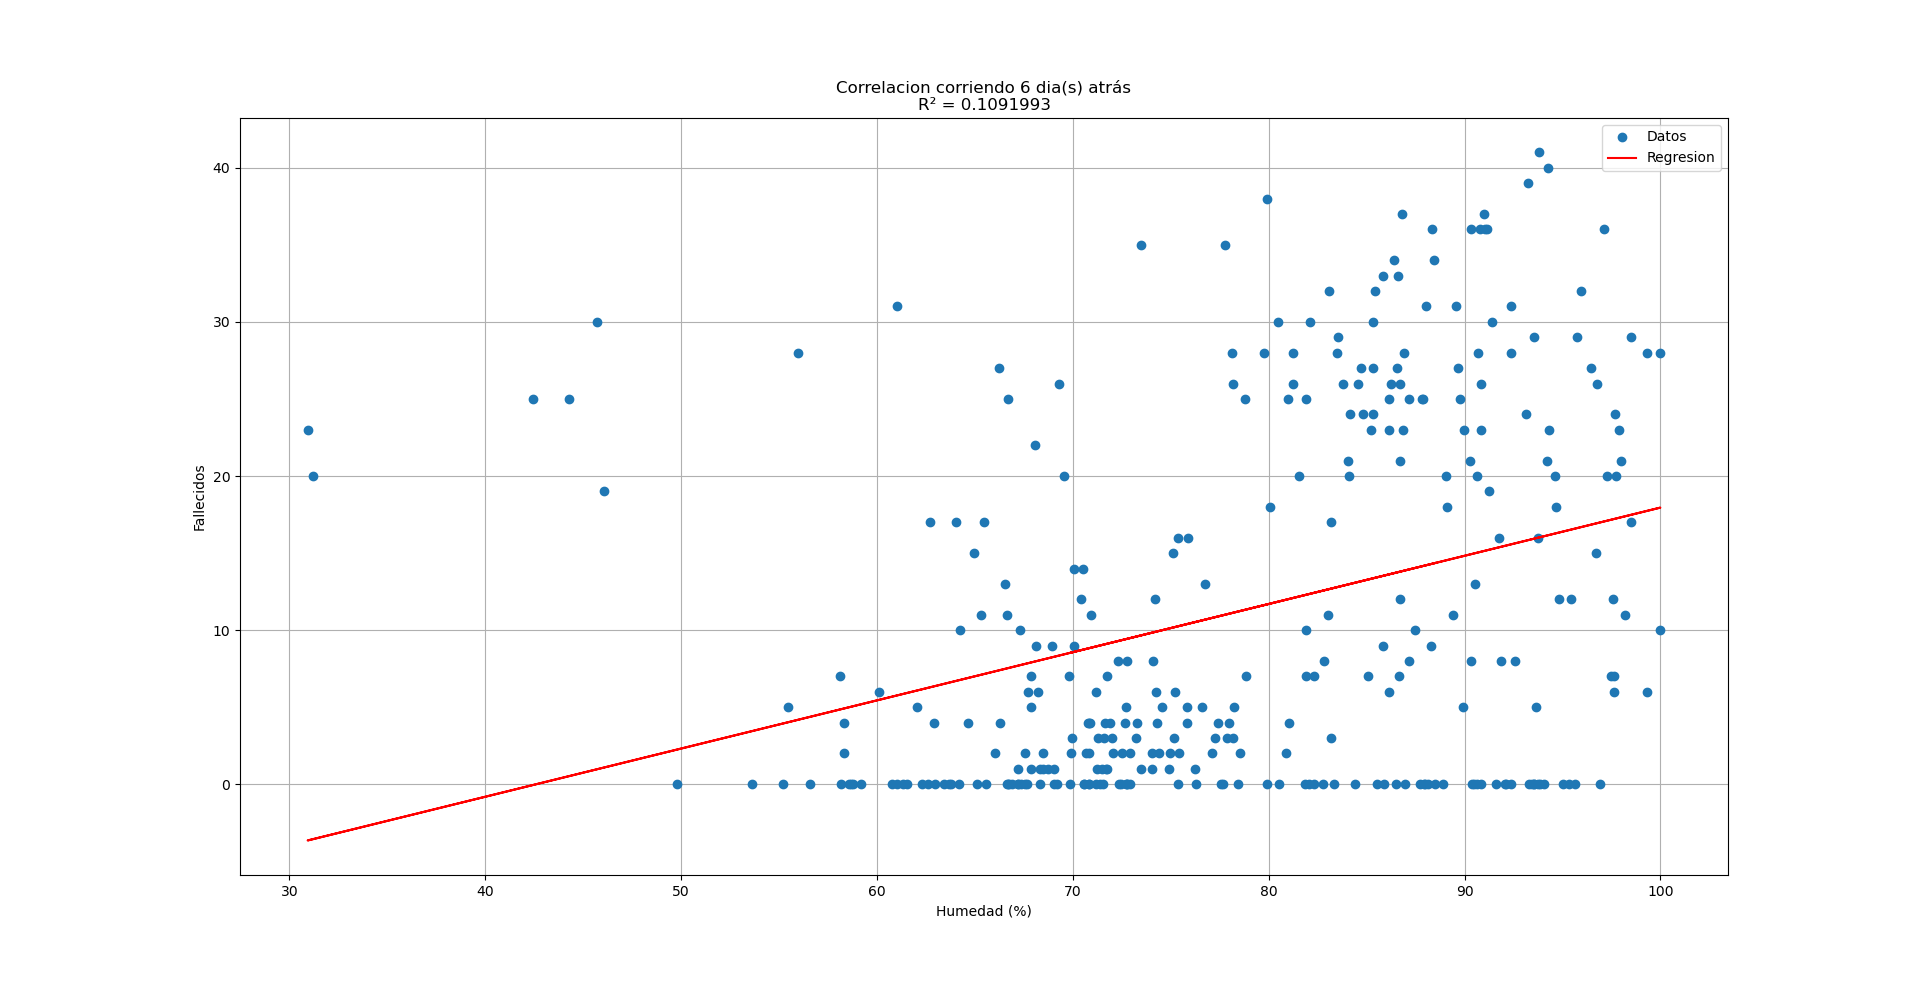 Correlacion corriendo 6 dia(s) atrás
R² = 0.1091993
Datos
Regresion
40
30
20
10
0
Fallecidos
30 40 50 60 70 80 90 100
Humedad (%)